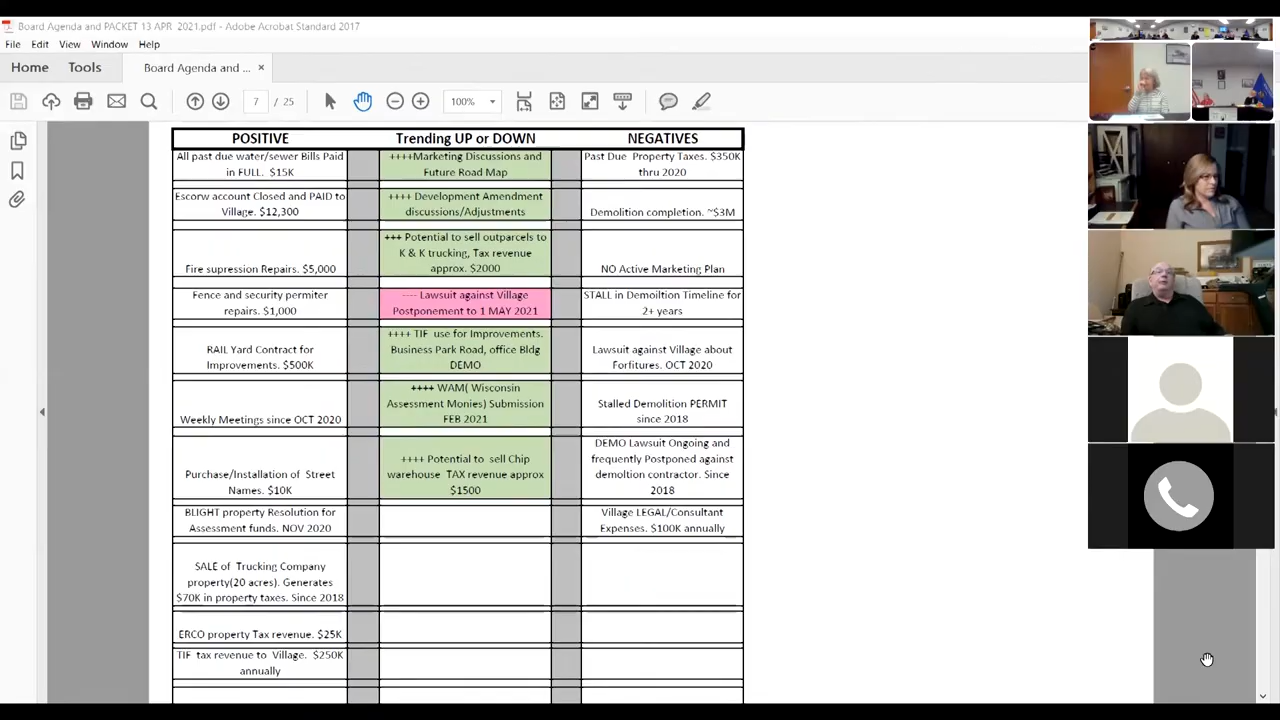 Board Agenda and PACKET 13 APR 2021.pdf - Adobe Acrobat Standard 2017
File Edit View Window Help
Home Tools Board Agenda and ... ×
7 / 25 100%
POSITIVE Trending UP or DOWN NEGATIVES
All past due water/sewer Bills Paid
in FULL. $15K
++++Marketing Discussions and
Future Road Map
Past Due Property Taxes. $350K
thru 2020
Escorw account Closed and PAID to
Village. $12,300
++++ Development Amendment
discussions/Adjustments
Demolition completion. ~$3M
Fire supression Repairs. $5,000
+++ Potential to sell outparcels to
K & K trucking, Tax revenue
approx. $2000
NO Active Marketing Plan
Fence and security permiter
repairs. $1,000
---- Lawsuit against Village
Postponement to 1 MAY 2021
STALL in Demoiltion Timeline for
2+ years
RAIL Yard Contract for
Improvements. $500K
++++ TIF use for Improvements.
Business Park Road, office Bldg
DEMO
Lawsuit against Village about
Forfitures. OCT 2020
Weekly Meetings since OCT 2020
++++ WAM( Wisconsin
Assessment Monies) Submission
FEB 2021
Stalled Demolition PERMIT
since 2018
Purchase/Installation of Street
Names. $10K
++++ Potential to sell Chip
warehouse TAX revenue approx
$1500
DEMO Lawsuit Ongoing and
frequently Postponed against
demoltion contractor. Since
2018
BLIGHT property Resolution for
Assessment funds. NOV 2020
Village LEGAL/Consultant
Expenses. $100K annually
SALE of Trucking Company
property(20 acres). Generates
$70K in property taxes. Since 2018
ERCO property Tax revenue. $25K
TIF tax revenue to Village. $250K
annually